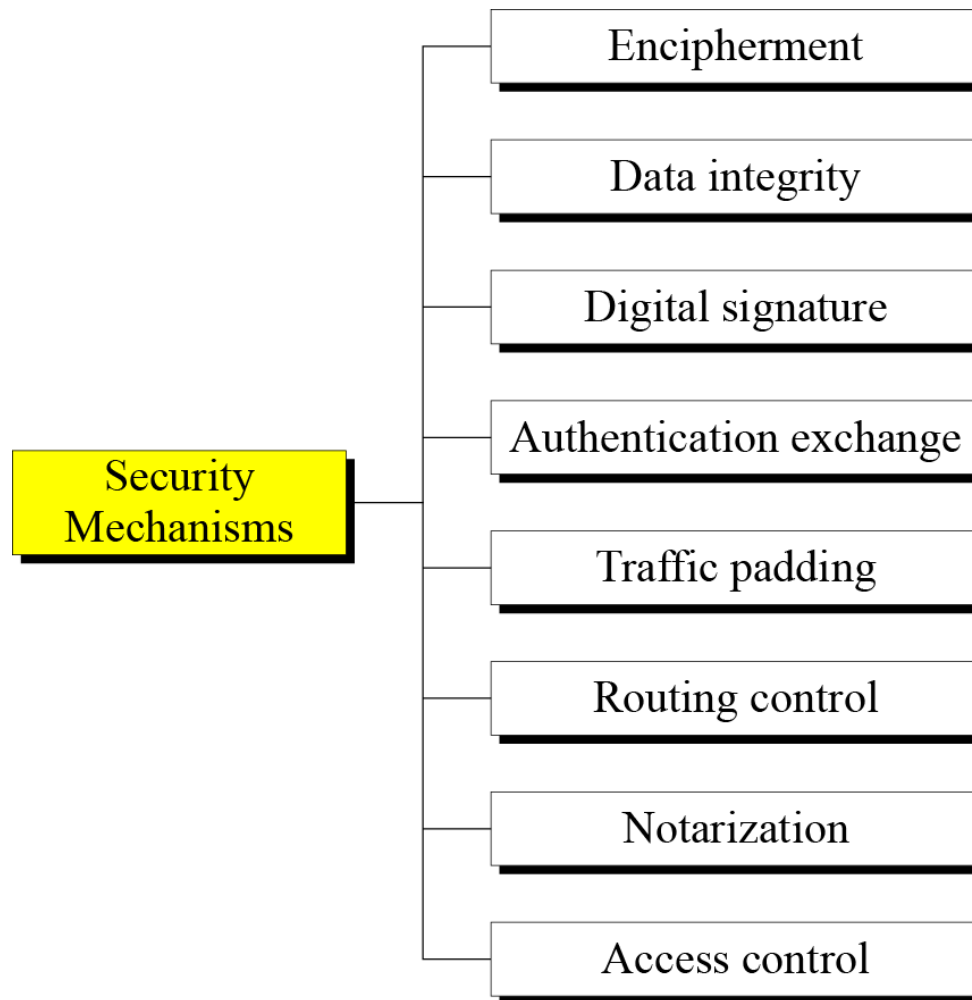 Encipherment
Data integrity
Digital signature
Authentication exchange
Security
Mechanisms
Traffic padding
Routing control
Notarization
Access control